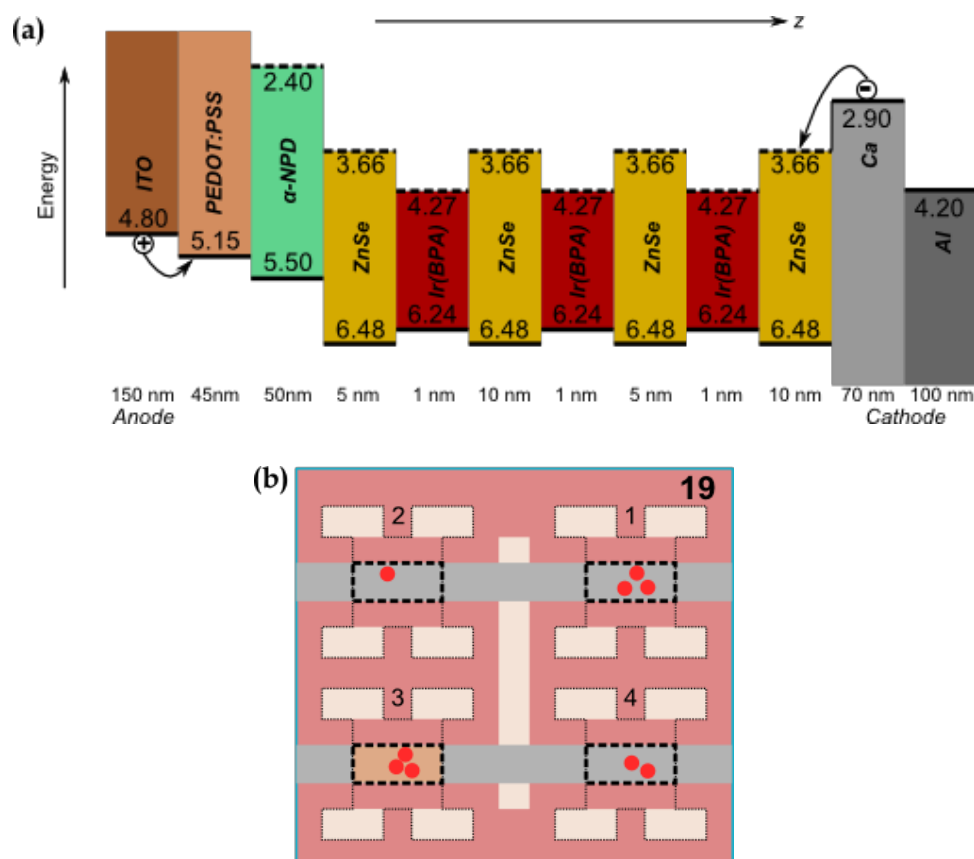 (a)
z
Energy
ITO
4.80
PEDOT:PSS
5.15
2.40
α-NPD
5.50
3.66
ZnSe
6.48
4.27
Ir(BPA)
6.24
3.66
ZnSe
6.48
4.27
Ir(BPA)
6.24
3.66
ZnSe
6.48
4.27
Ir(BPA)
6.24
3.66
ZnSe
6.48
2.90
Ca
4.20
Al
150 nm 45nm 50nm 5 nm 1 nm 10 nm 1 nm 5 nm 1 nm 10 nm 70 nm 100 nm
Anode Cathode
(b)
19
2 1
3 4